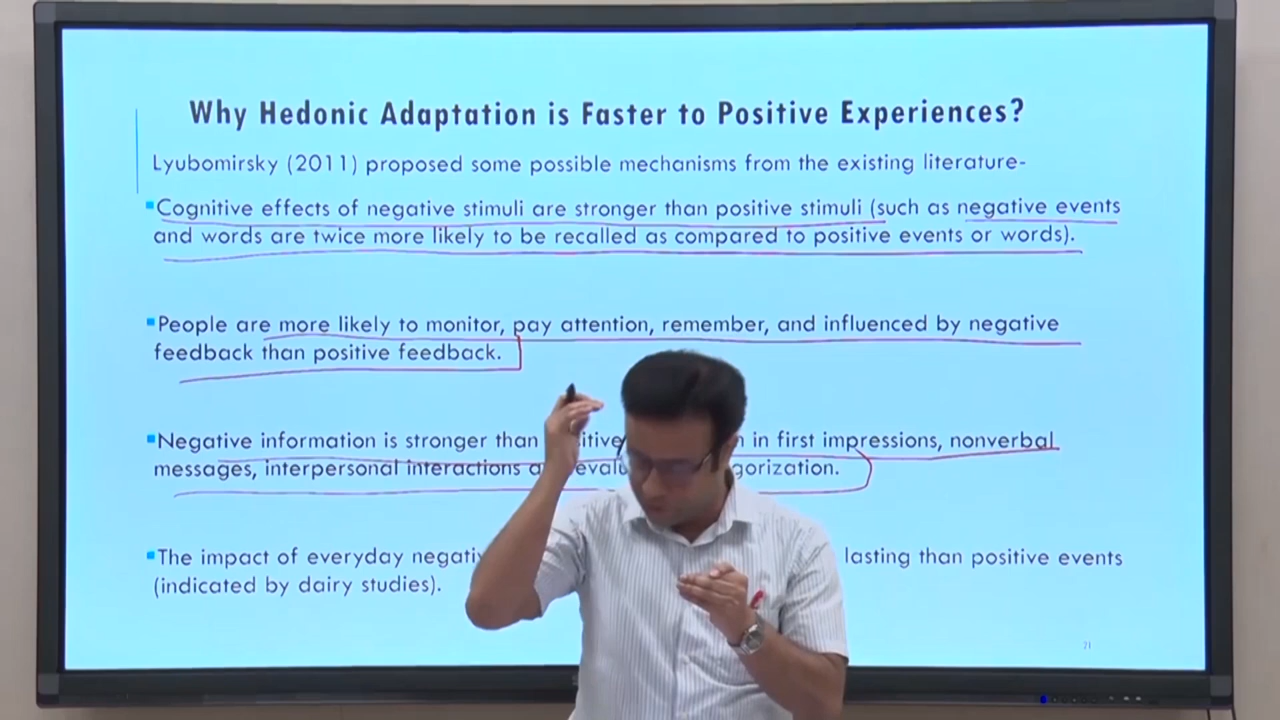 Why Hedonic Adaptation is Faster to Positive Experiences?
Lyubomirsky (2011) proposed some possible mechanisms from the existing literature-
Cognitive effects of negative stimuli are stronger than positive stimuli (such as negative events
and words are twice more likely to be recalled as compared to positive events or words).
People are more likely to monitor, pay attention, remember, and influenced by negative
feedback than positive feedback.
Negative information is stronger than in first impressions, nonverbal
messages, interpersonal interactions
The impact of everyday lasting than positive events
(indicated by dairy studies).
21